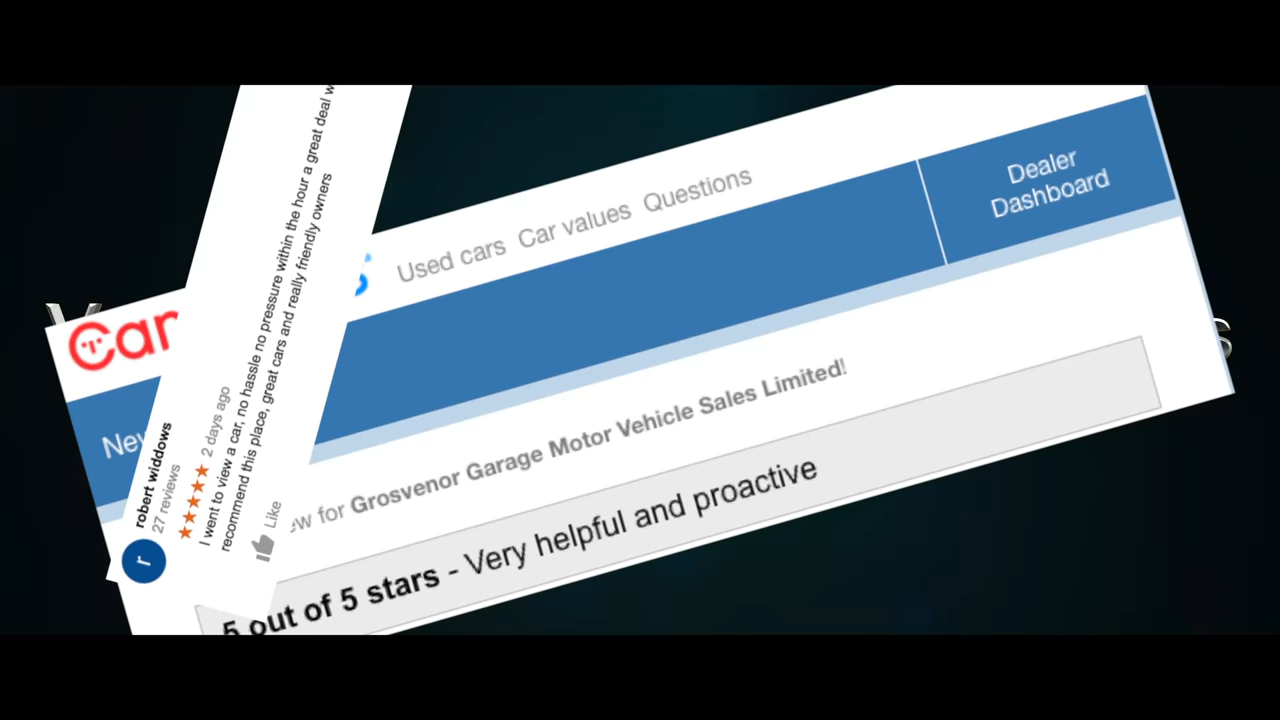 Used cars Car values Questions
Dealer
Dashboard
for Grosvenor Garage Motor Vehicle Sales Limited!
5 out of 5 stars - Very helpful and proactive
robert widdows
27 reviews
2 days ago
I went to view a car, no hassle no pressure within the hour a great deal
recommend this place, great cars and really friendly owners
Like
r